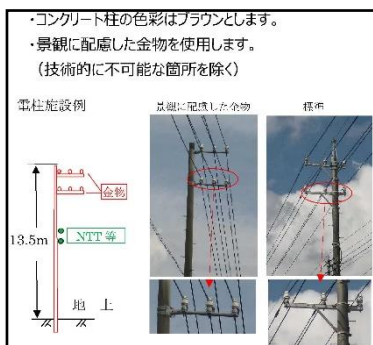 ・コンクリート柱の色彩はブラウンとします。
・景観に配慮した金物を使用します。
（技術的に不可能な箇所を除く）
電柱施設例
景観に配慮した金物
標準
金物
13.5m
NTT等
地 上